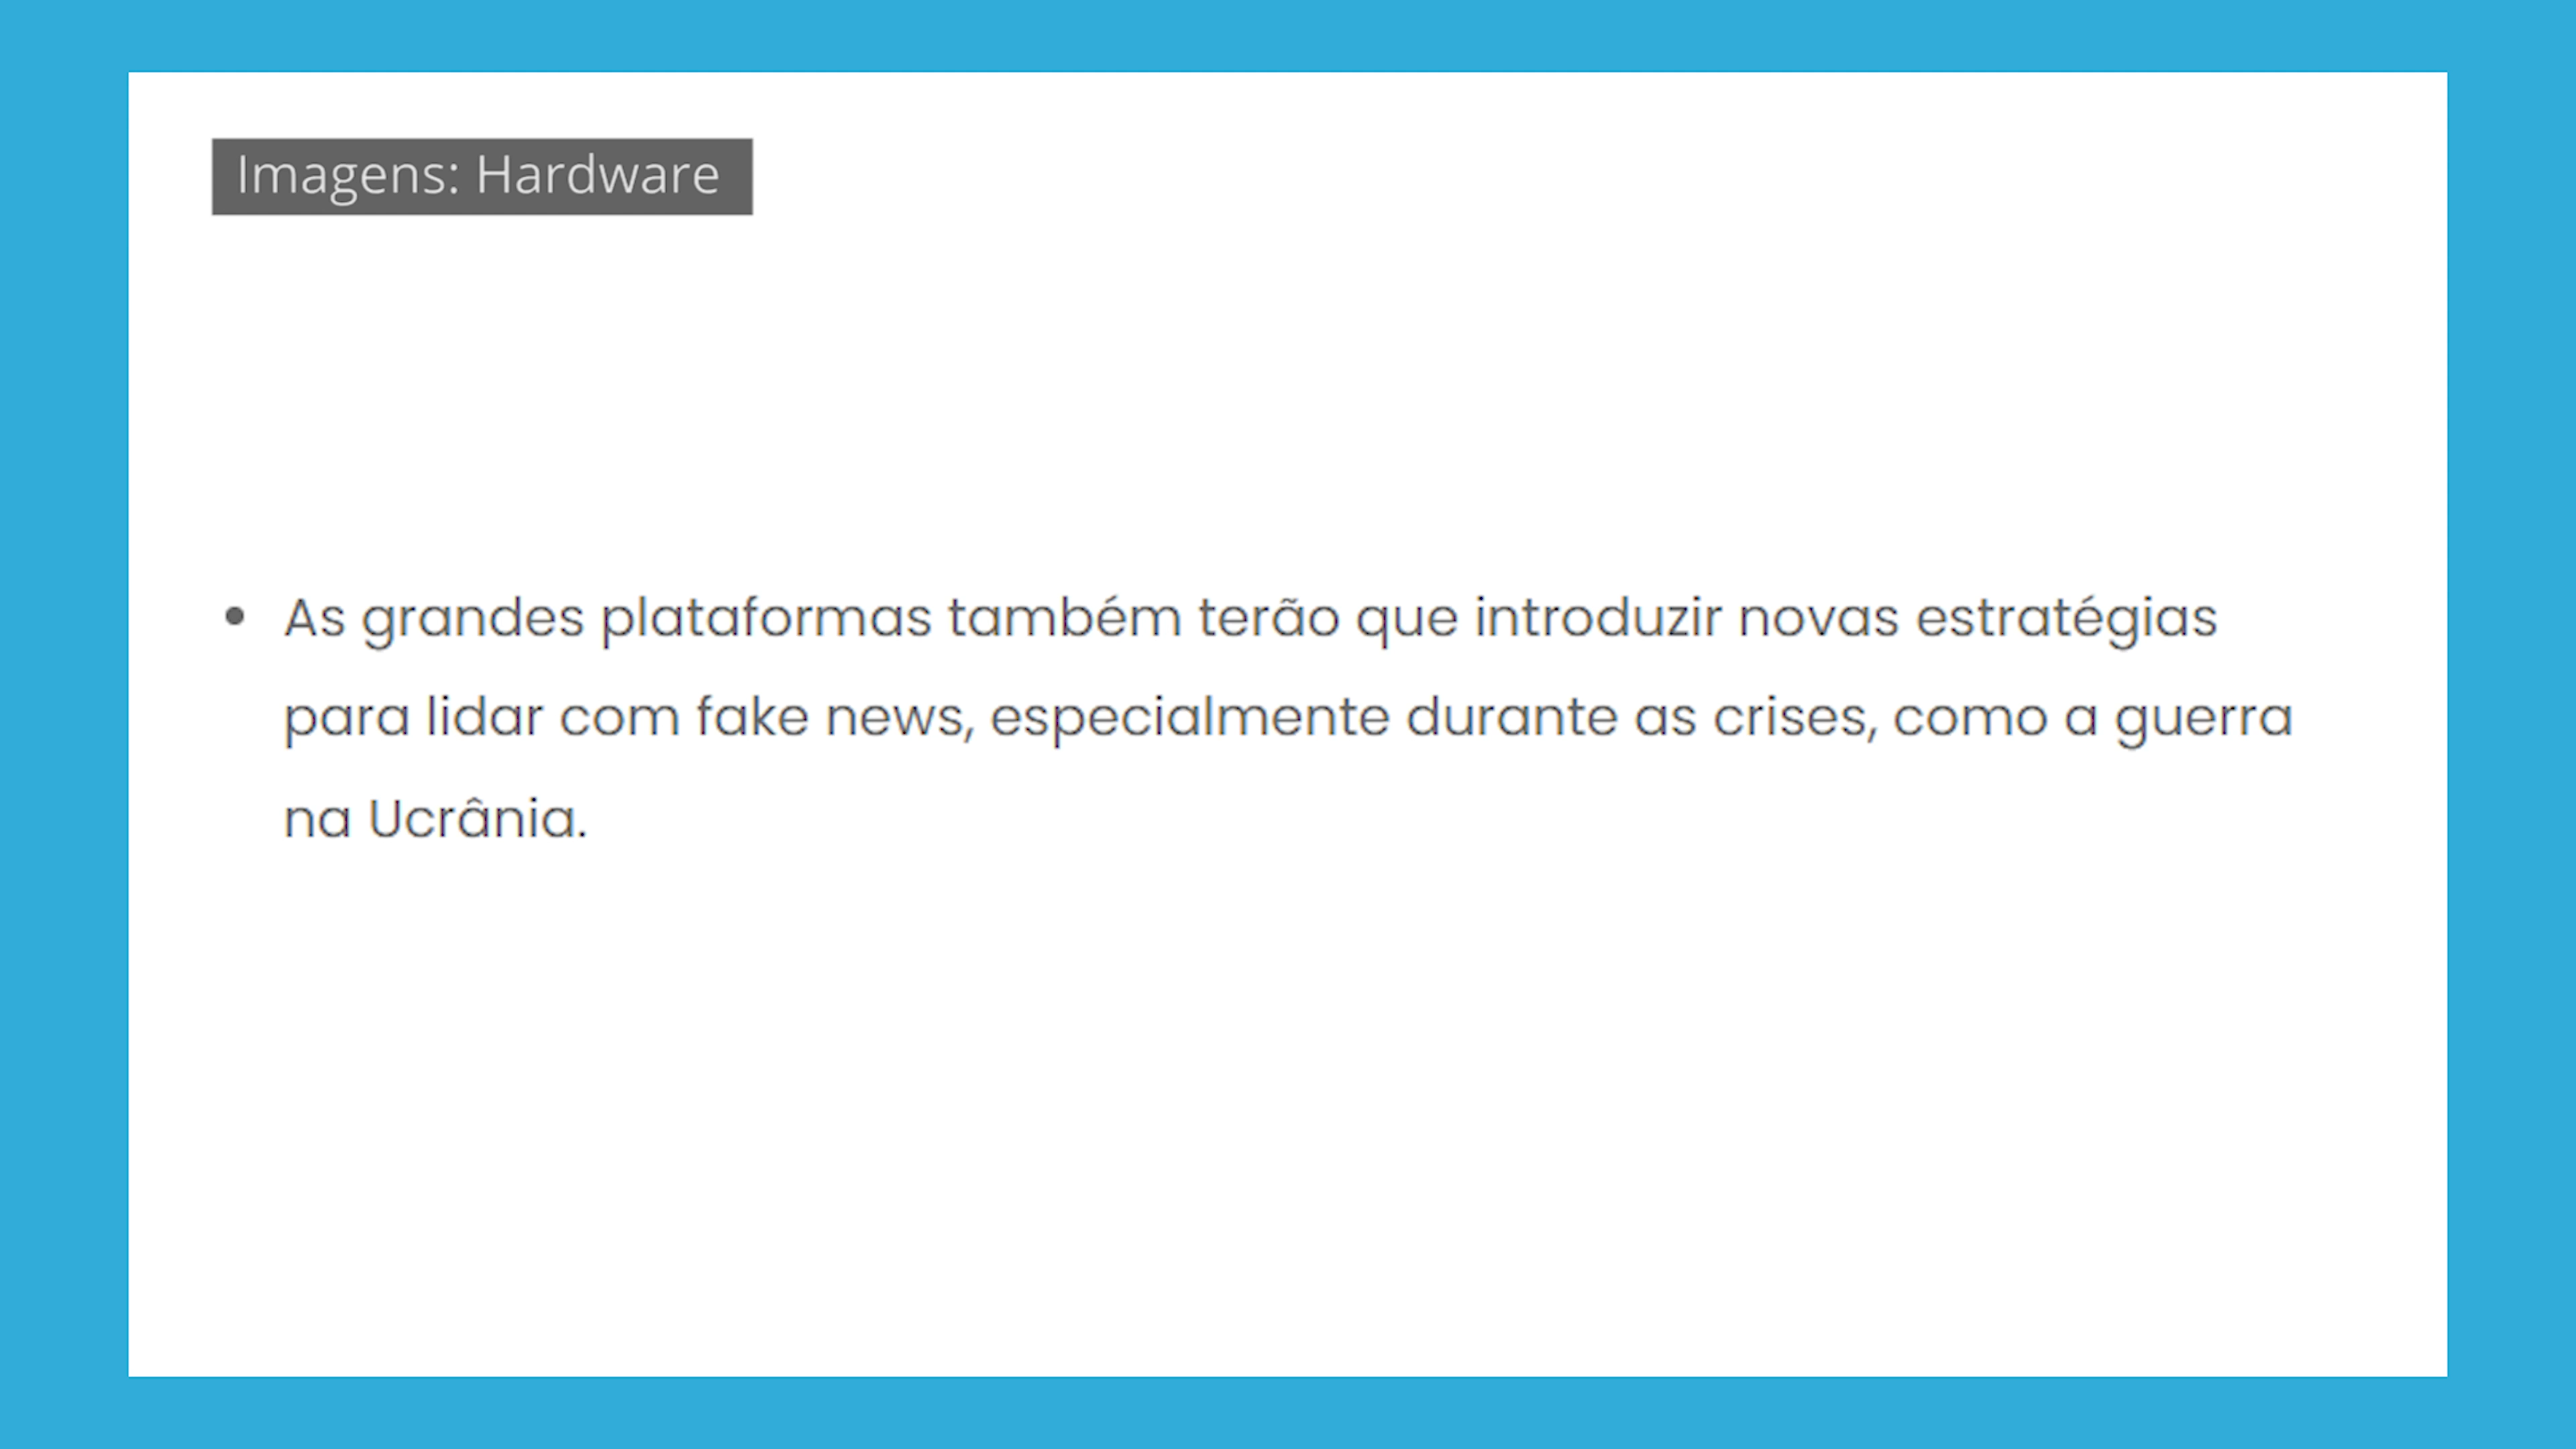 Imagens: Hardware
• As grandes plataformas também terão que introduzir novas estratégias
para lidar com fake news, especialmente durante as crises, como a guerra
na Ucrânia.